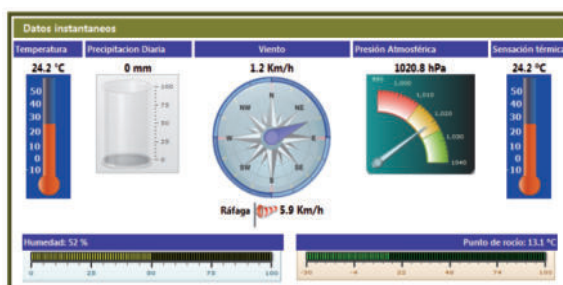 Datos instantaneos
Temperatura
Precipitacion Diaria
Viento
Presión Atmosférica
Sensación térmica
24.2 °C
0 mm
1.2 Km/h
1020.8 hPa
24.2 ºC
50
40
30
20
10
0
10
100
75
50
25
0
N
NE
E
SE
S
SW
W
NW
1,000
1,010
1,020
1,030
1040
50
40
30
20
10
0
10
Ráfaga
5.9 Km/h
Humedad: 52 %
Punto de rocío: 13.1 °C
0
25
50
75
100
-30
-4
22
74
100